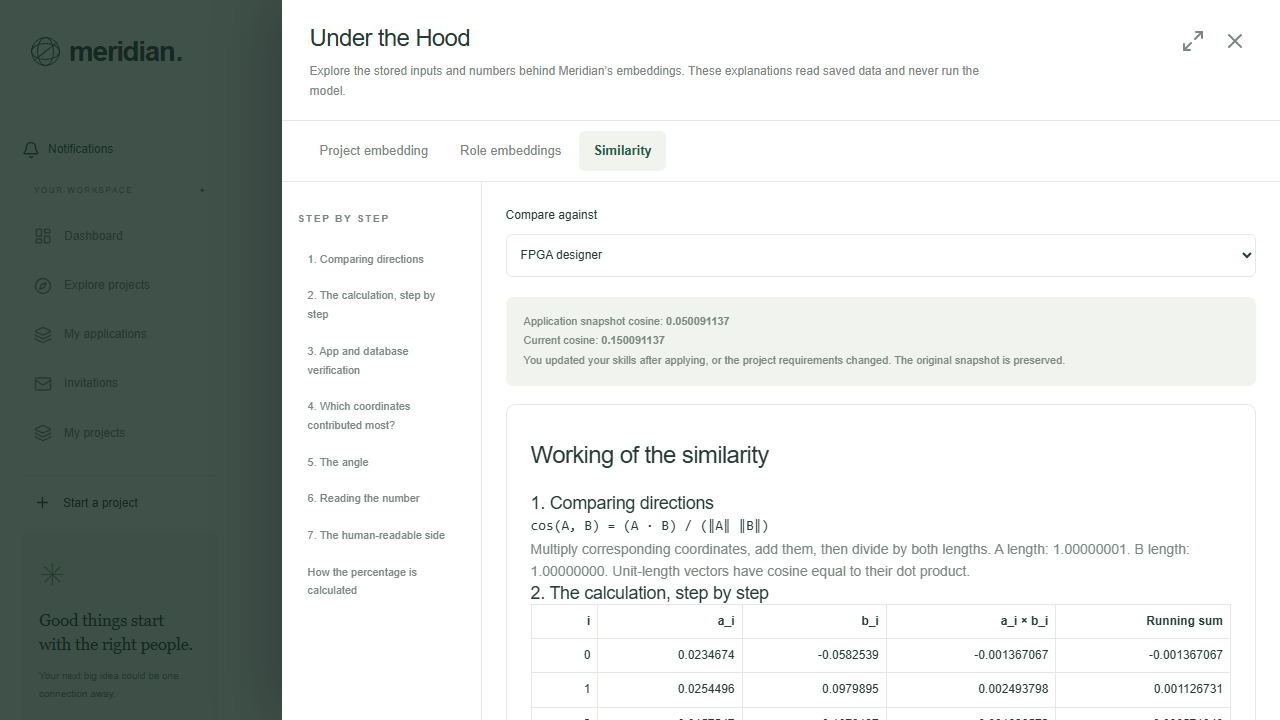 meridian.
Notifications
YOUR WORKSPACE
Dashboard
Explore projects
My applications
Invitations
My projects
Start a project
Good things start
with the right people.
Your next big idea could be one
connection away.
Under the Hood
Explore the stored inputs and numbers behind Meridian's embeddings. These explanations read saved data and never run the
model.
Project embedding
Role embeddings
Similarity
STEP BY STEP
1. Comparing directions
2. The calculation, step by
step
3. App and database
verification
4. Which coordinates
contributed most?
5. The angle
6. Reading the number
7. The human-readable side
How the percentage is
calculated
Compare against
FPGA designer
Application snapshot cosine: 0.050091137
Current cosine: 0.150091137
You updated your skills after applying, or the project requirements changed. The original snapshot is preserved.
Working of the similarity
1. Comparing directions
cos(A, B) = (A · B) / (‖A‖ ‖B‖)
Multiply corresponding coordinates, add them, then divide by both lengths. A length: 1.00000001. B length:
1.00000000. Unit-length vectors have cosine equal to their dot product.
2. The calculation, step by step
i a_i b_i a_i × b_i Running sum
0 0.0234674 -0.0582539 -0.001367067 -0.001367067
1 0.0254496 0.0979895 0.002493798 0.001126731